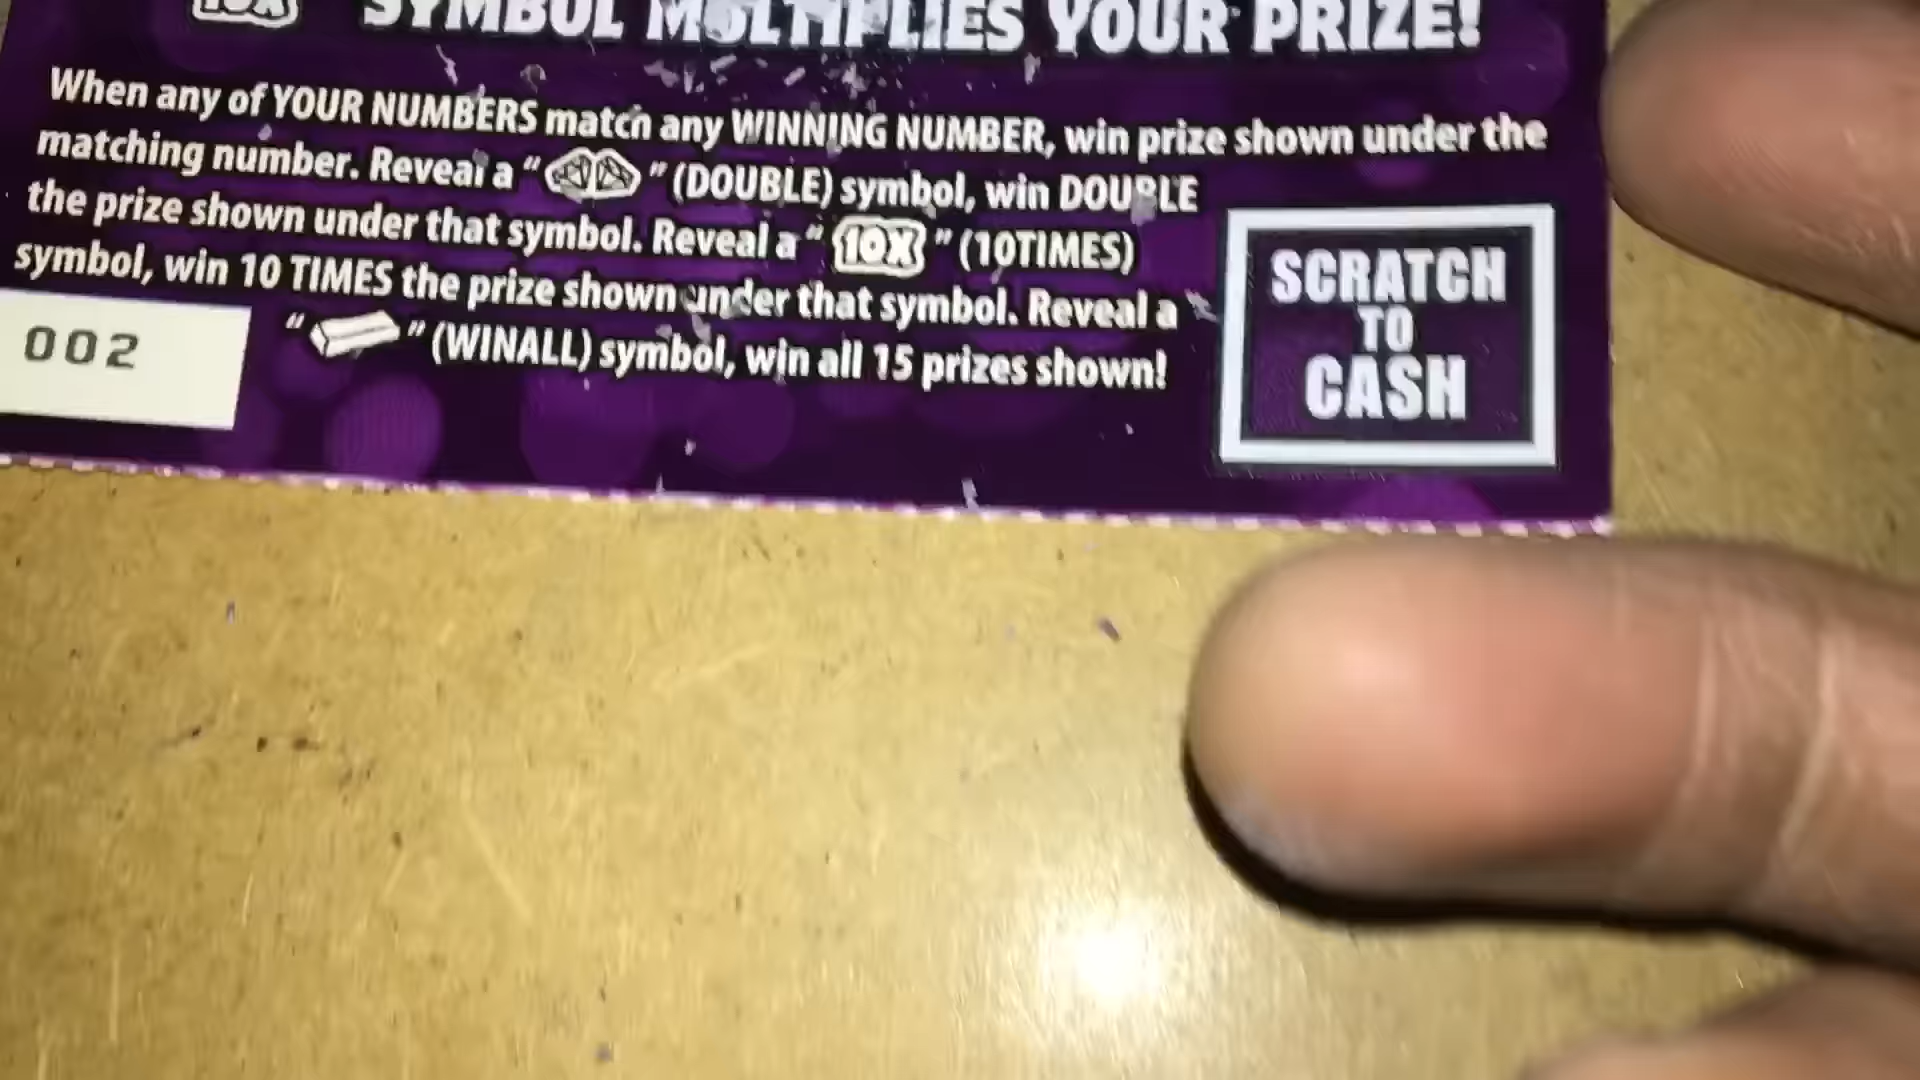 10X SYMBOL MULTIPLIES YOUR PRIZE!
When any of YOUR NUMBERS match any WINNING NUMBER, win prize shown under the
matching number. Reveal a “ ” (DOUBLE) symbol, win DOUBLE
the prize shown under that symbol. Reveal a “10X” (10TIMES)
symbol, win 10 TIMES the prize shown under that symbol. Reveal a
“ ” (WINALL) symbol, win all 15 prizes shown!
002
SCRATCH
TO
CASH